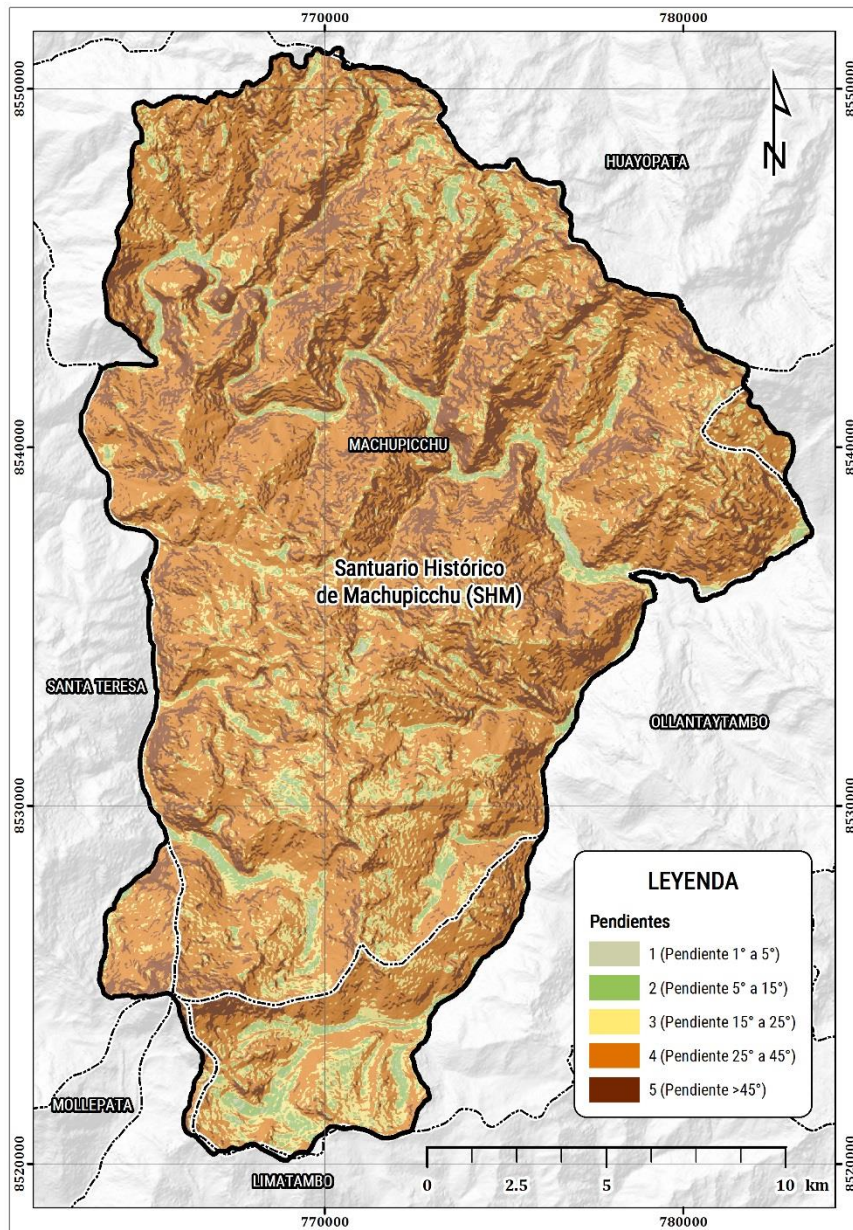 770000
780000
8550000
8550000
N
HUAYOPATA
8540000
8540000
MACHUPICCHU
Santuario Histórico
de Machupicchu (SHM)
SANTA TERESA
OLLANTAYTAMBO
8530000
8530000
LEYENDA
Pendientes
1 (Pendiente 1° a 5°)
2 (Pendiente 5° a 15°)
3 (Pendiente 15° a 25°)
4 (Pendiente 25° a 45°)
5 (Pendiente >45°)
MOLLEPATA
LIMATAMBO
8520000
8520000
0 2.5 5 10 km
770000
780000